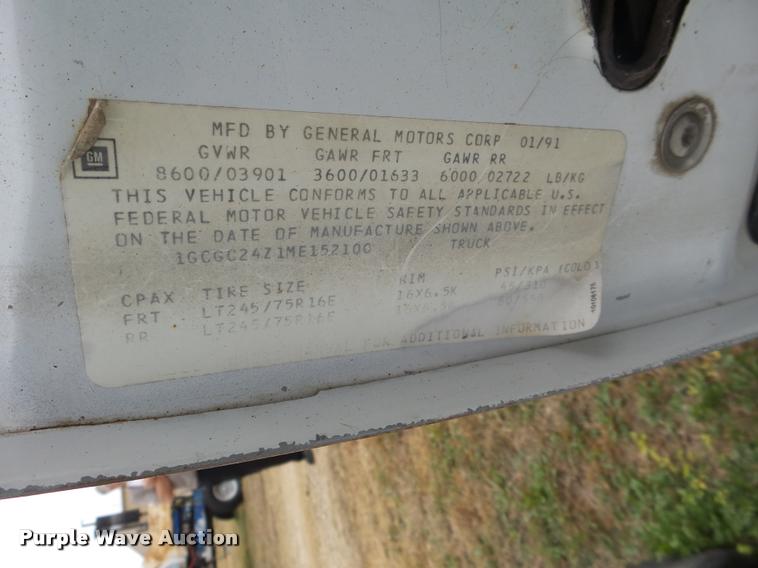 MFD BY GENERAL MOTORS CORP 01/91
GM
GVWR GAWR FRT GAWR RR
8600/03901 3600/01633 6000 02722 LB/KG
THIS VEHICLE CONFORMS TO ALL APPLICABLE U.S.
FEDERAL MOTOR VEHICLE SAFETY STANDARDS IN EFFECT
ON THE DATE OF MANUFACTURE SHOWN ABOVE.
1GCGC24Z1ME152100 TRUCK
CPAX TIRE SIZE RIM PSI/KPA (COLD)
FRT LT245/75R16E 16X6.5K 45/310
RR LT245/75R16E
FOR ADDITIONAL INFORMATION
Purple Wave Auction